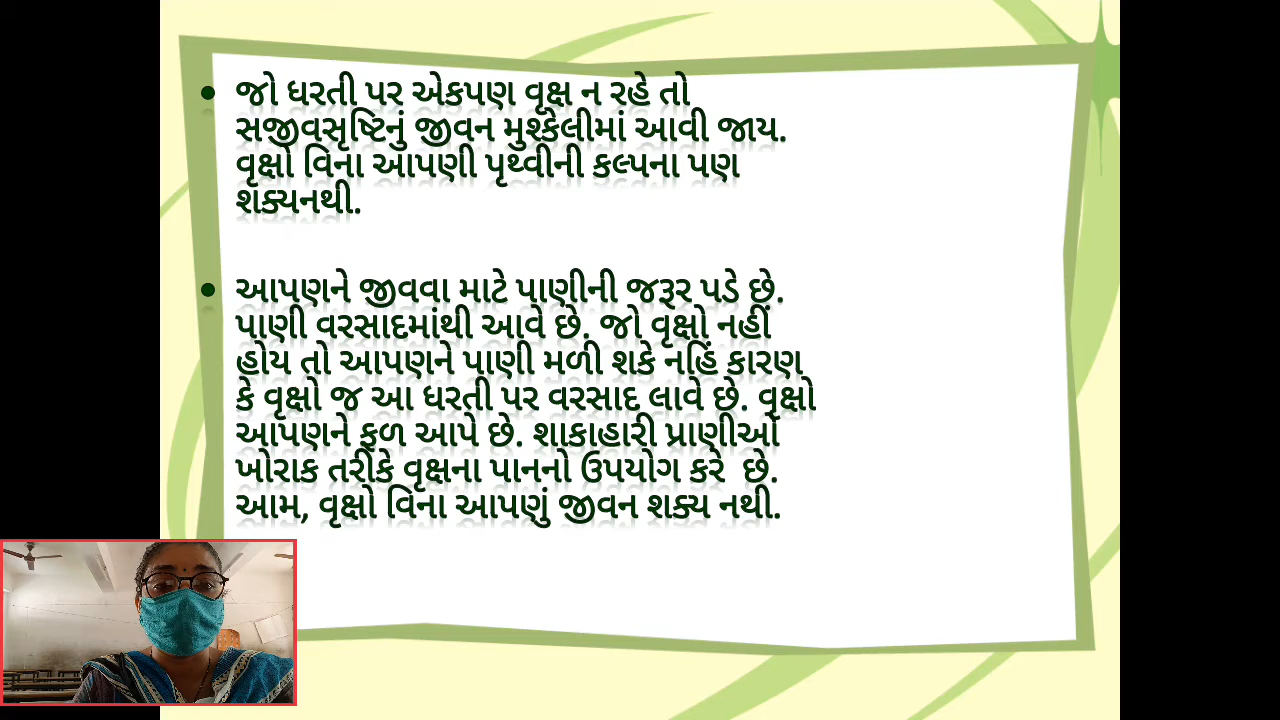 • જો ધરતી પર એકપણ વૃક્ષ ન રહે તો
સજીવસૃષ્ટિનું જીવન મુશ્કેલીમાં આવી જાય.
વૃક્ષો વિના આપણી પૃથ્વીની કલ્પના પણ
શક્યનથી.
• આપણને જીવવા માટે પાણીની જરૂર પડે છે.
પાણી વરસાદમાંથી આવે છે. જો વૃક્ષો નહીં
હોય તો આપણને પાણી મળી શકે નહિં કારણ
કે વૃક્ષો જ આ ધરતી પર વરસાદ લાવે છે. વૃક્ષો
આપણને ફળ આપે છે. શાકાહારી પ્રાણીઓ
ખોરાક તરીકે વૃક્ષના પાનનો ઉપયોગ કરે  છે.
આમ, વૃક્ષો વિના આપણું જીવન શક્ય નથી.